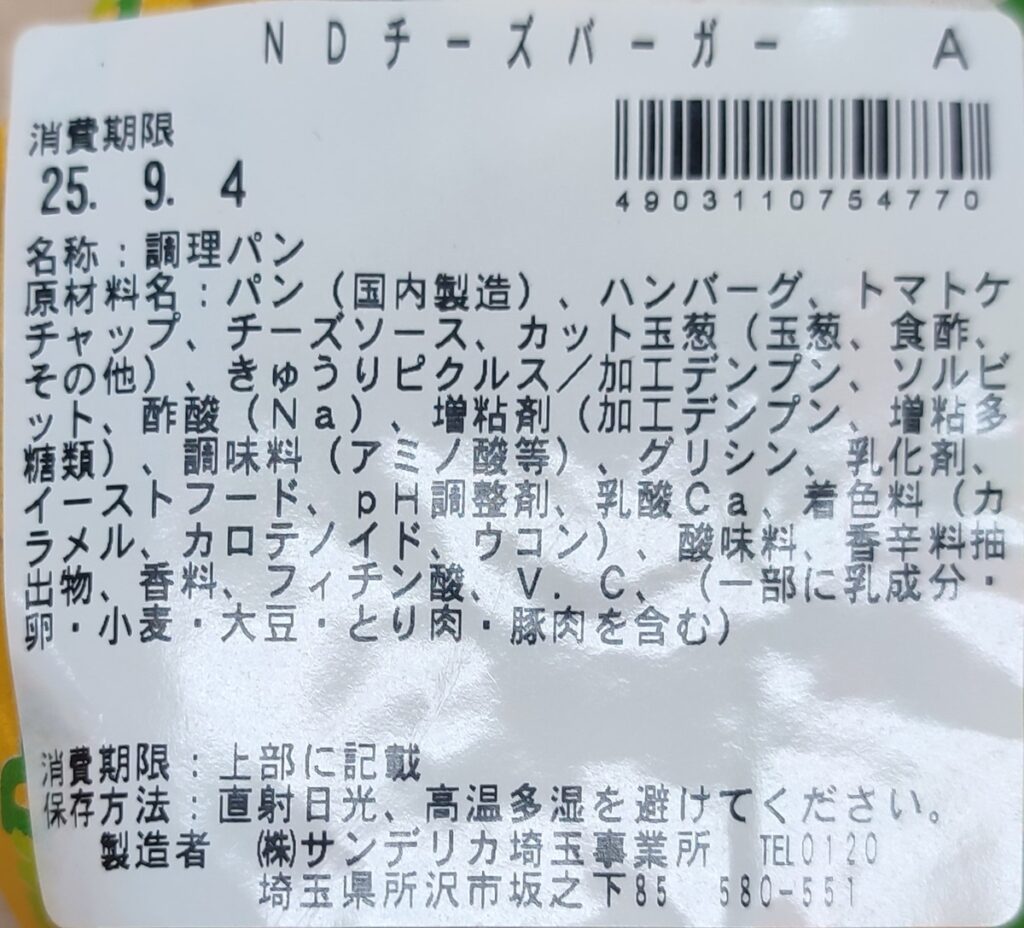 NDチーズバーガー A
消費期限
25. 9. 4
4903110754770
名称：調理パン
原材料名：パン（国内製造）、ハンバーグ、トマトケ
チャップ、チーズソース、カット玉葱（玉葱、食酢、
その他）、きゅうりピクルス／加工デンプン、ソルビ
ット、酢酸（Na）、増粘剤（加工デンプン、増粘多
糖類）、調味料（アミノ酸等）、グリシン、乳化剤、
イーストフード、pH調整剤、乳酸Ca、着色料（カ
ラメル、カロテノイド、ウコン）、酸味料、香辛料抽
出物、香料、フィチン酸、V．C、（一部に乳成分・
卵・小麦・大豆・とり肉・豚肉を含む）
消費期限：上部に記載
保存方法：直射日光、高温多湿を避けてください。
製造者 ㈱サンデリカ埼玉事業所 TEL0120
埼玉県所沢市坂之下85 580-551